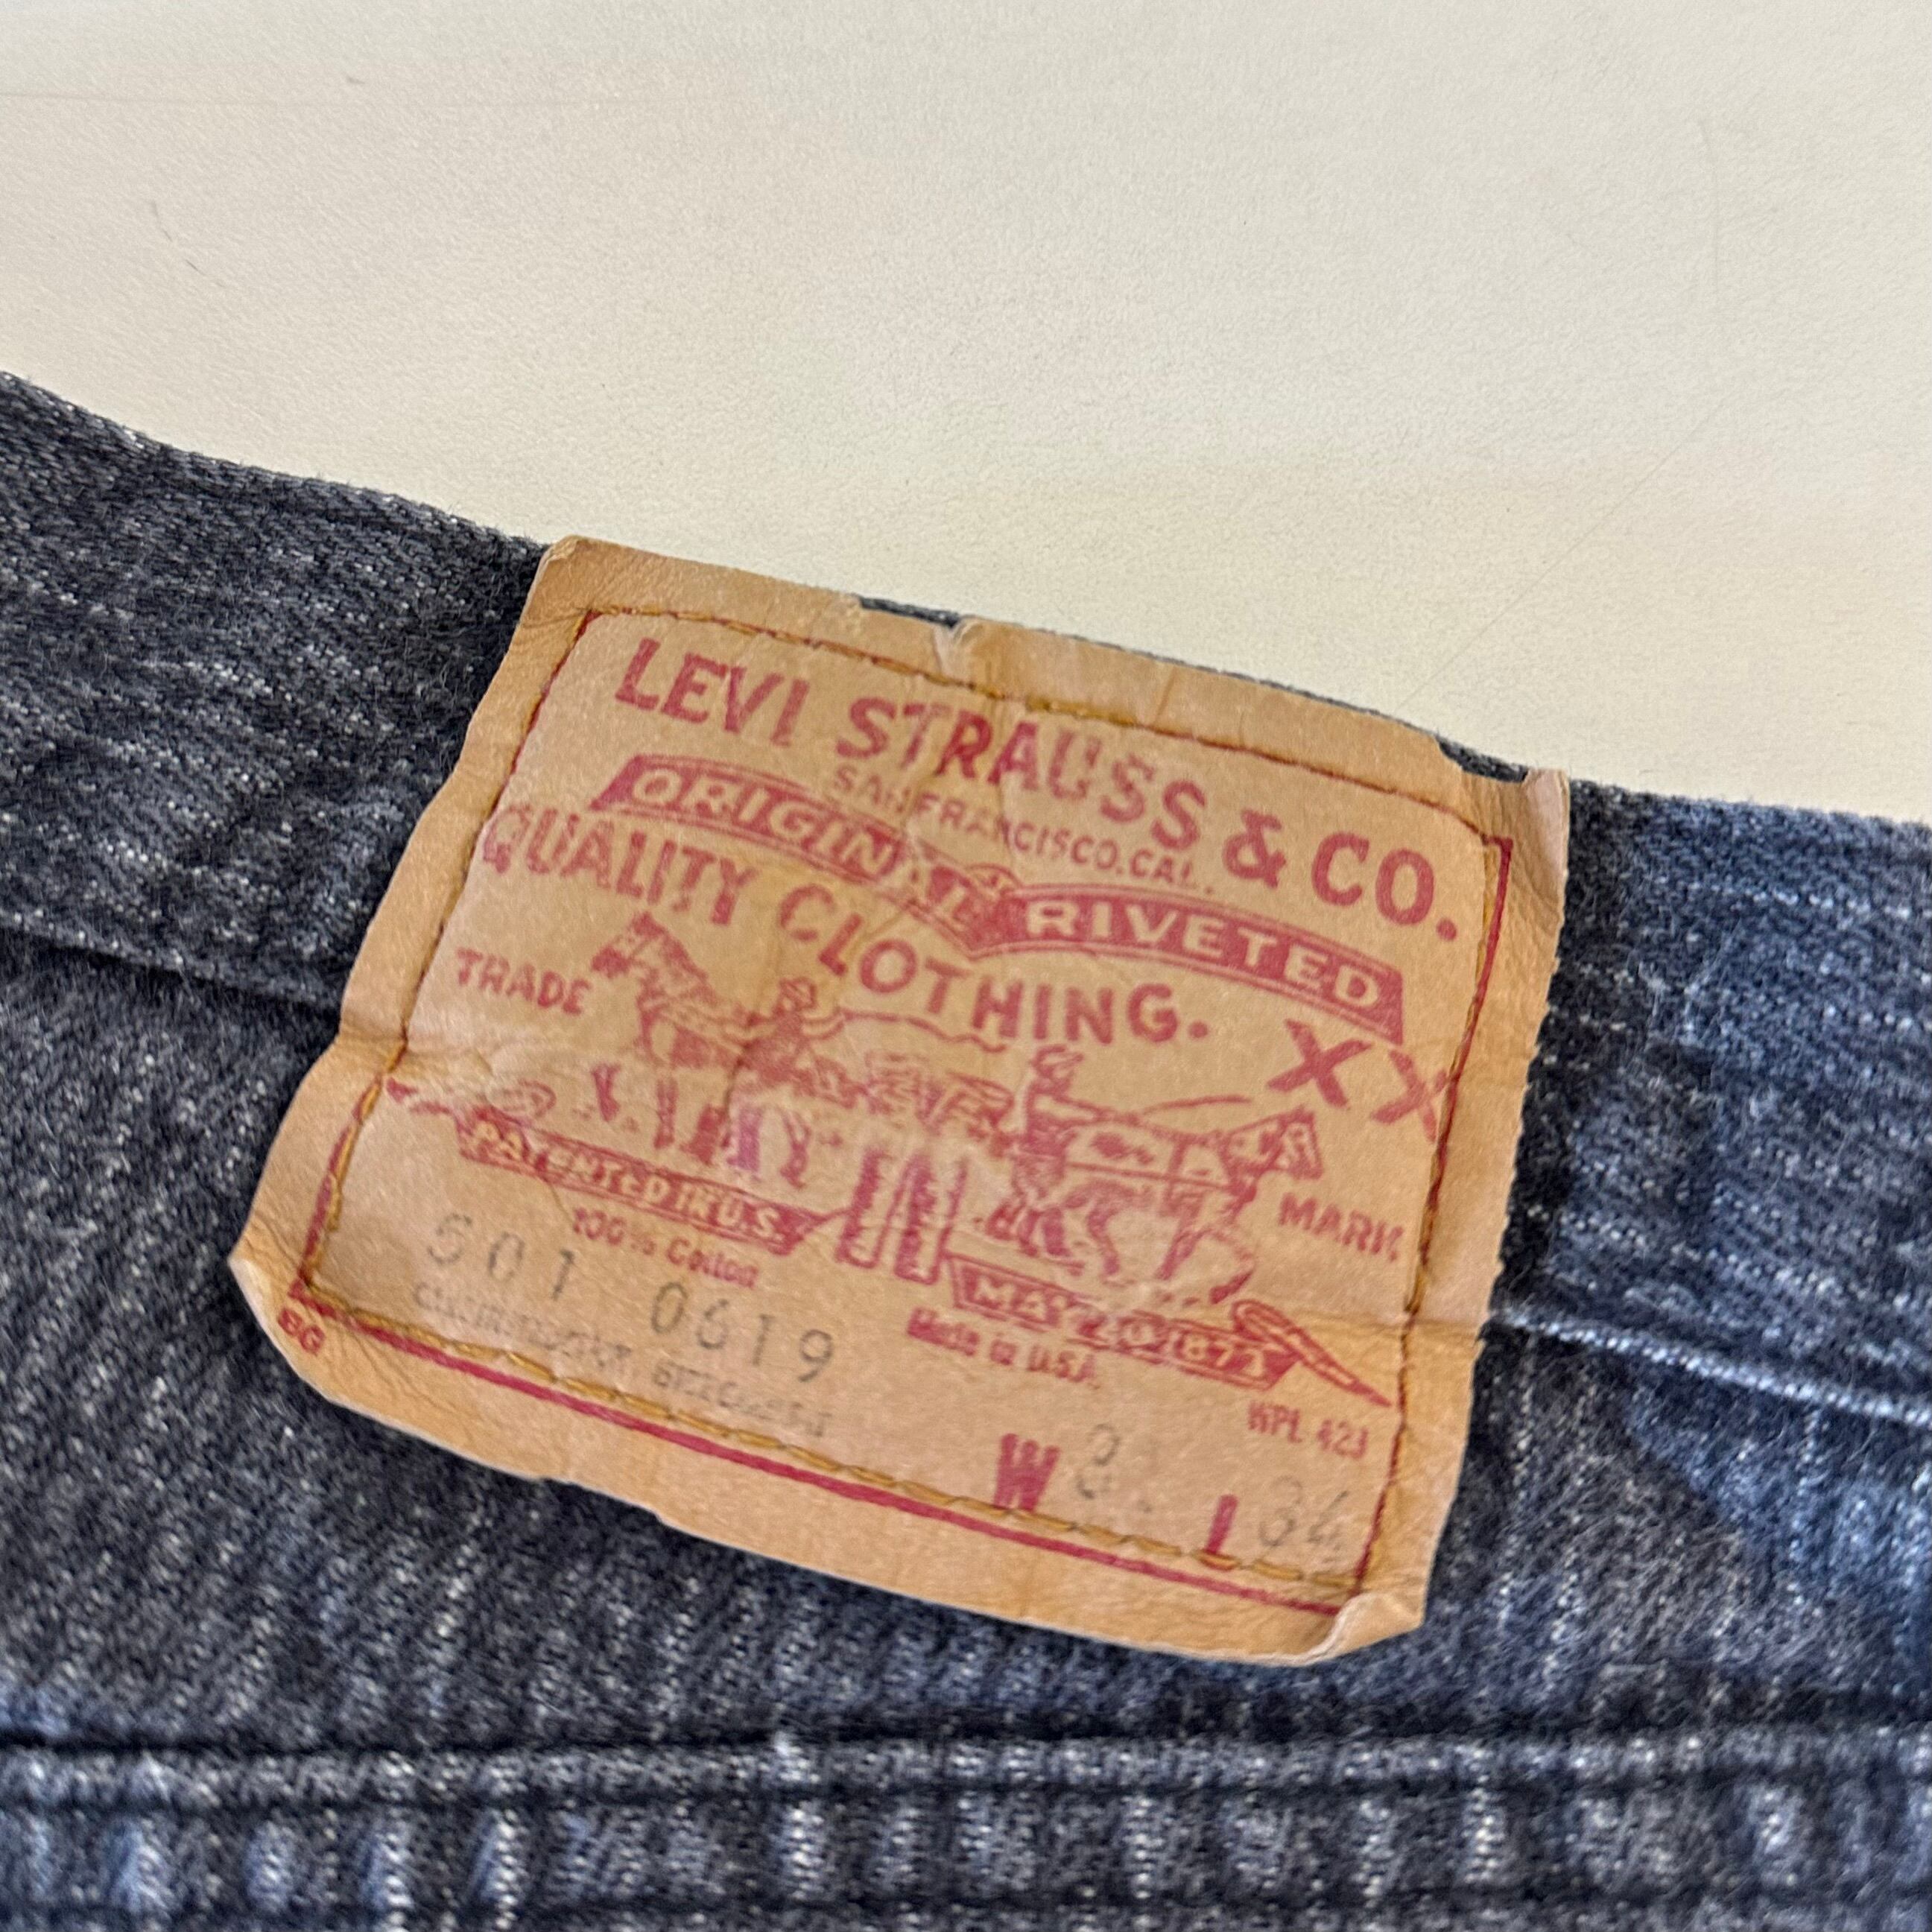 LEVI STRAUSS & CO.
SAN FRANCISCO. CAL.
ORIGINAL RIVETED
QUALITY CLOTHING.
TRADE
XX
MARK
PATENTED IN U.S.
MAY 20 1873
100% Cotton
Made in U.S.A.
501 0619
WPL 423
W
L 34